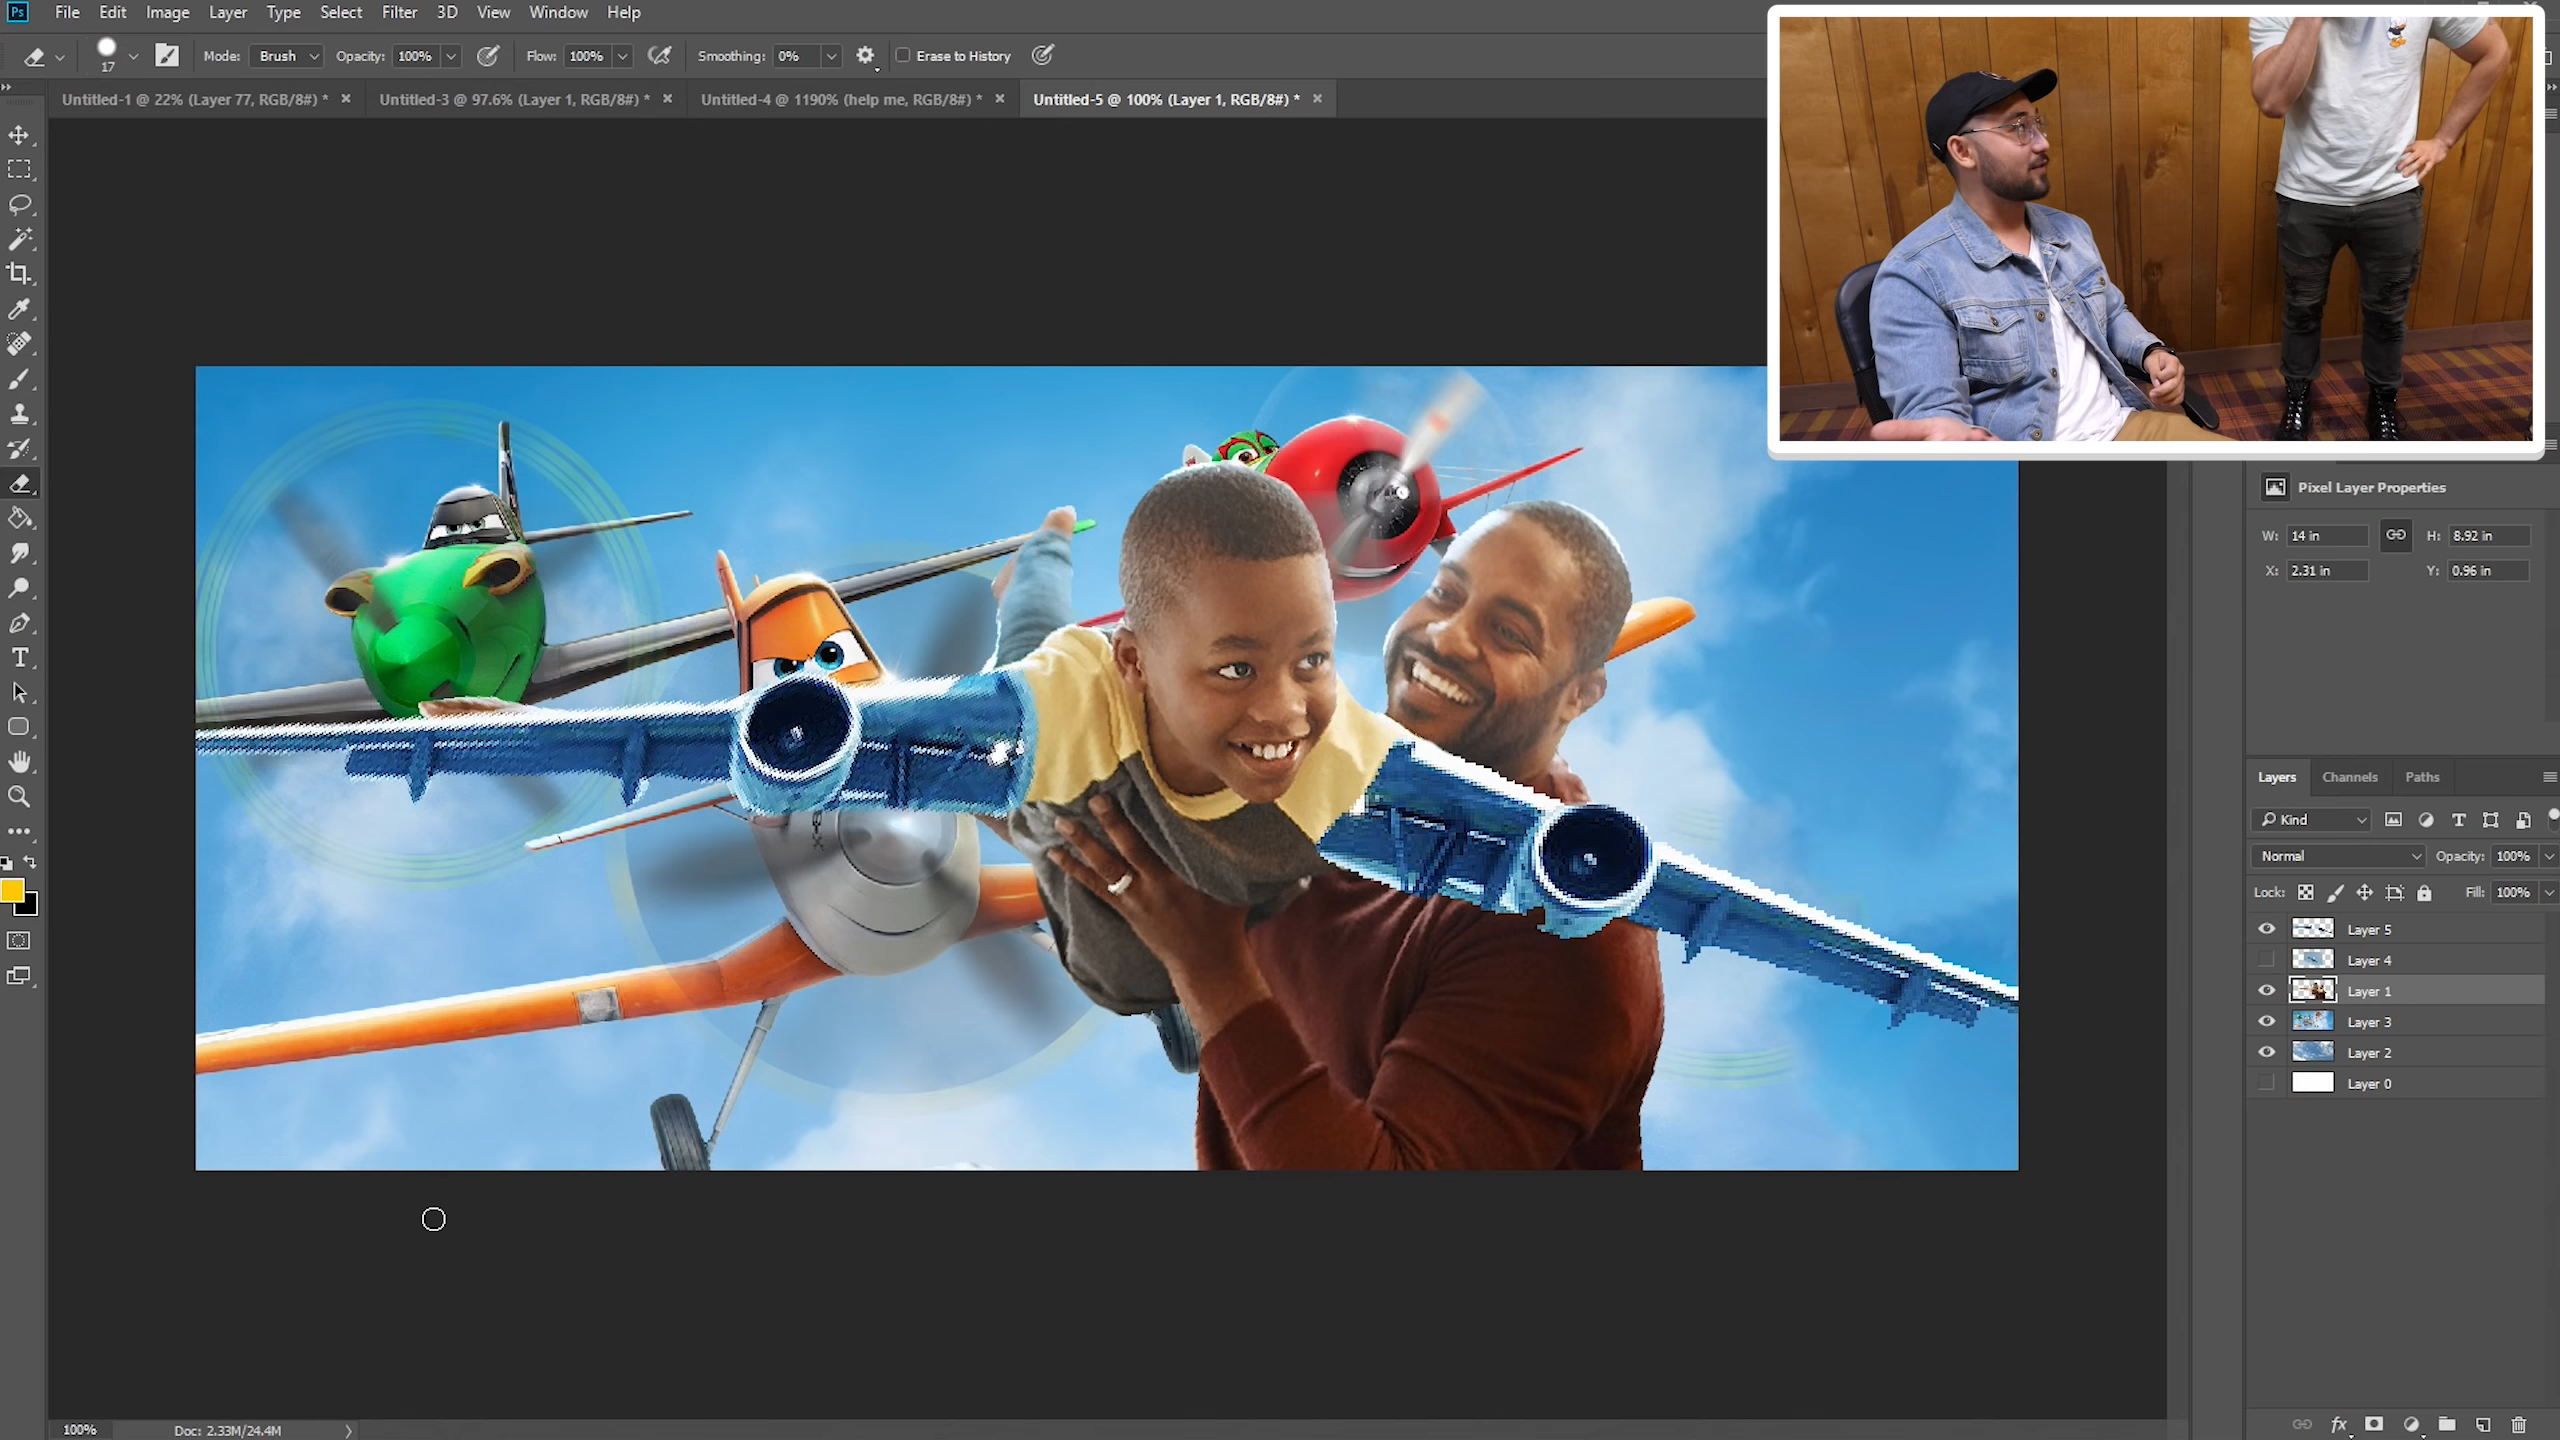 Ps File Edit Image Layer Type Select Filter 3D View Window Help
17 Mode: Brush Opacity: 100% Flow: 100% Smoothing: 0% Erase to History
Untitled-1 @ 22% (Layer 77, RGB/8#) * Untitled-3 @ 97.6% (Layer 1, RGB/8#) * Untitled-4 @ 1190% (help me, RGB/8#) * Untitled-5 @ 100% (Layer 1, RGB/8#) *
Pixel Layer Properties
W: 14 in H: 8.92 in
X: 2.31 in Y: 0.96 in
Layers Channels Paths
Kind
Normal Opacity: 100%
Lock: Fill: 100%
Layer 5
Layer 4
Layer 1
Layer 3
Layer 2
Layer 0
fx
100% Doc: 2.33M/24.4M